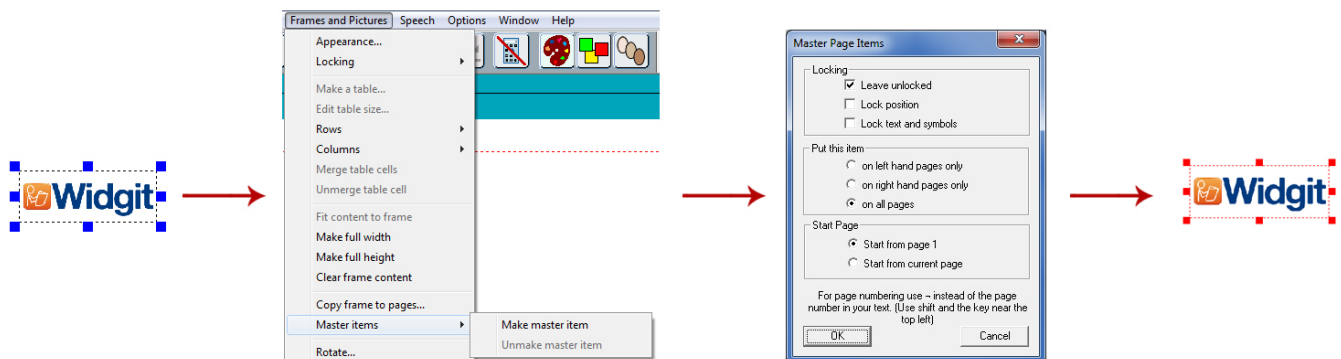 Widgit
Frames and Pictures Speech Options Window Help
Appearance...
Locking
Make a table...
Edit table size...
Rows
Columns
Merge table cells
Unmerge table cell
Fit content to frame
Make full width
Make full height
Clear frame content
Copy frame to pages...
Master items
Make master item
Unmake master item
Rotate...
Master Page Items
Locking
Leave unlocked
Lock position
Lock text and symbols
Put this item
on left hand pages only
on right hand pages only
on all pages
Start Page
Start from page 1
Start from current page
For page numbering use ¬ instead of the page
number in your text. (Use shift and the key near the
top left)
OK Cancel
Widgit